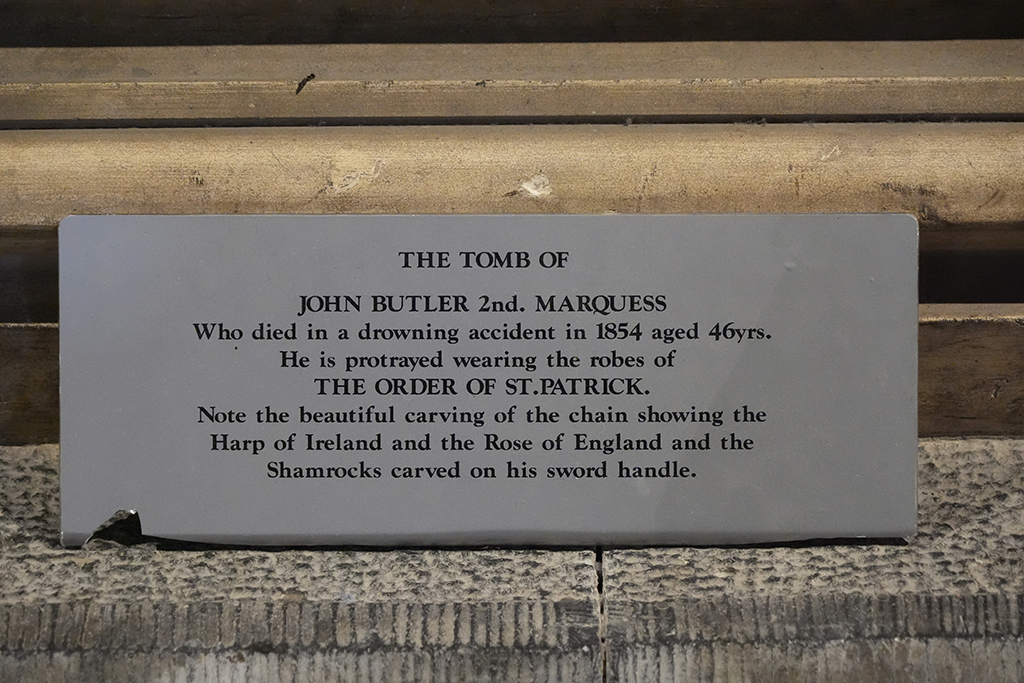 THE TOMB OF
JOHN BUTLER 2nd. MARQUESS
Who died in a drowning accident in 1854 aged 46yrs.
He is protrayed wearing the robes of
THE ORDER OF ST.PATRICK.
Note the beautiful carving of the chain showing the
Harp of Ireland and the Rose of England and the
Shamrocks carved on his sword handle.